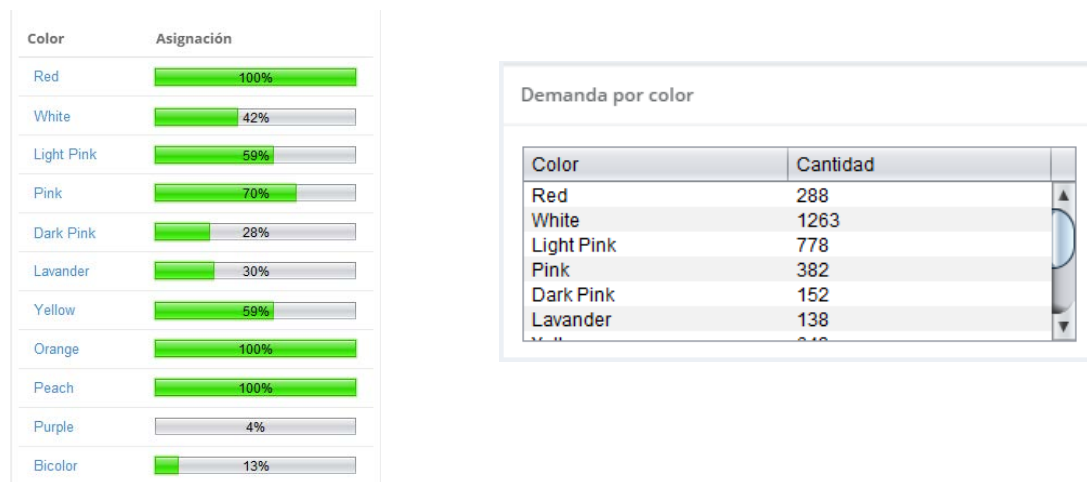 Color Asignación
Red 100%
White 42%
Light Pink 59%
Pink 70%
Dark Pink 28%
Lavander 30%
Yellow 59%
Orange 100%
Peach 100%
Purple 4%
Bicolor 13%
Demanda por color
Color Cantidad
Red 288
White 1263
Light Pink 778
Pink 382
Dark Pink 152
Lavander 138